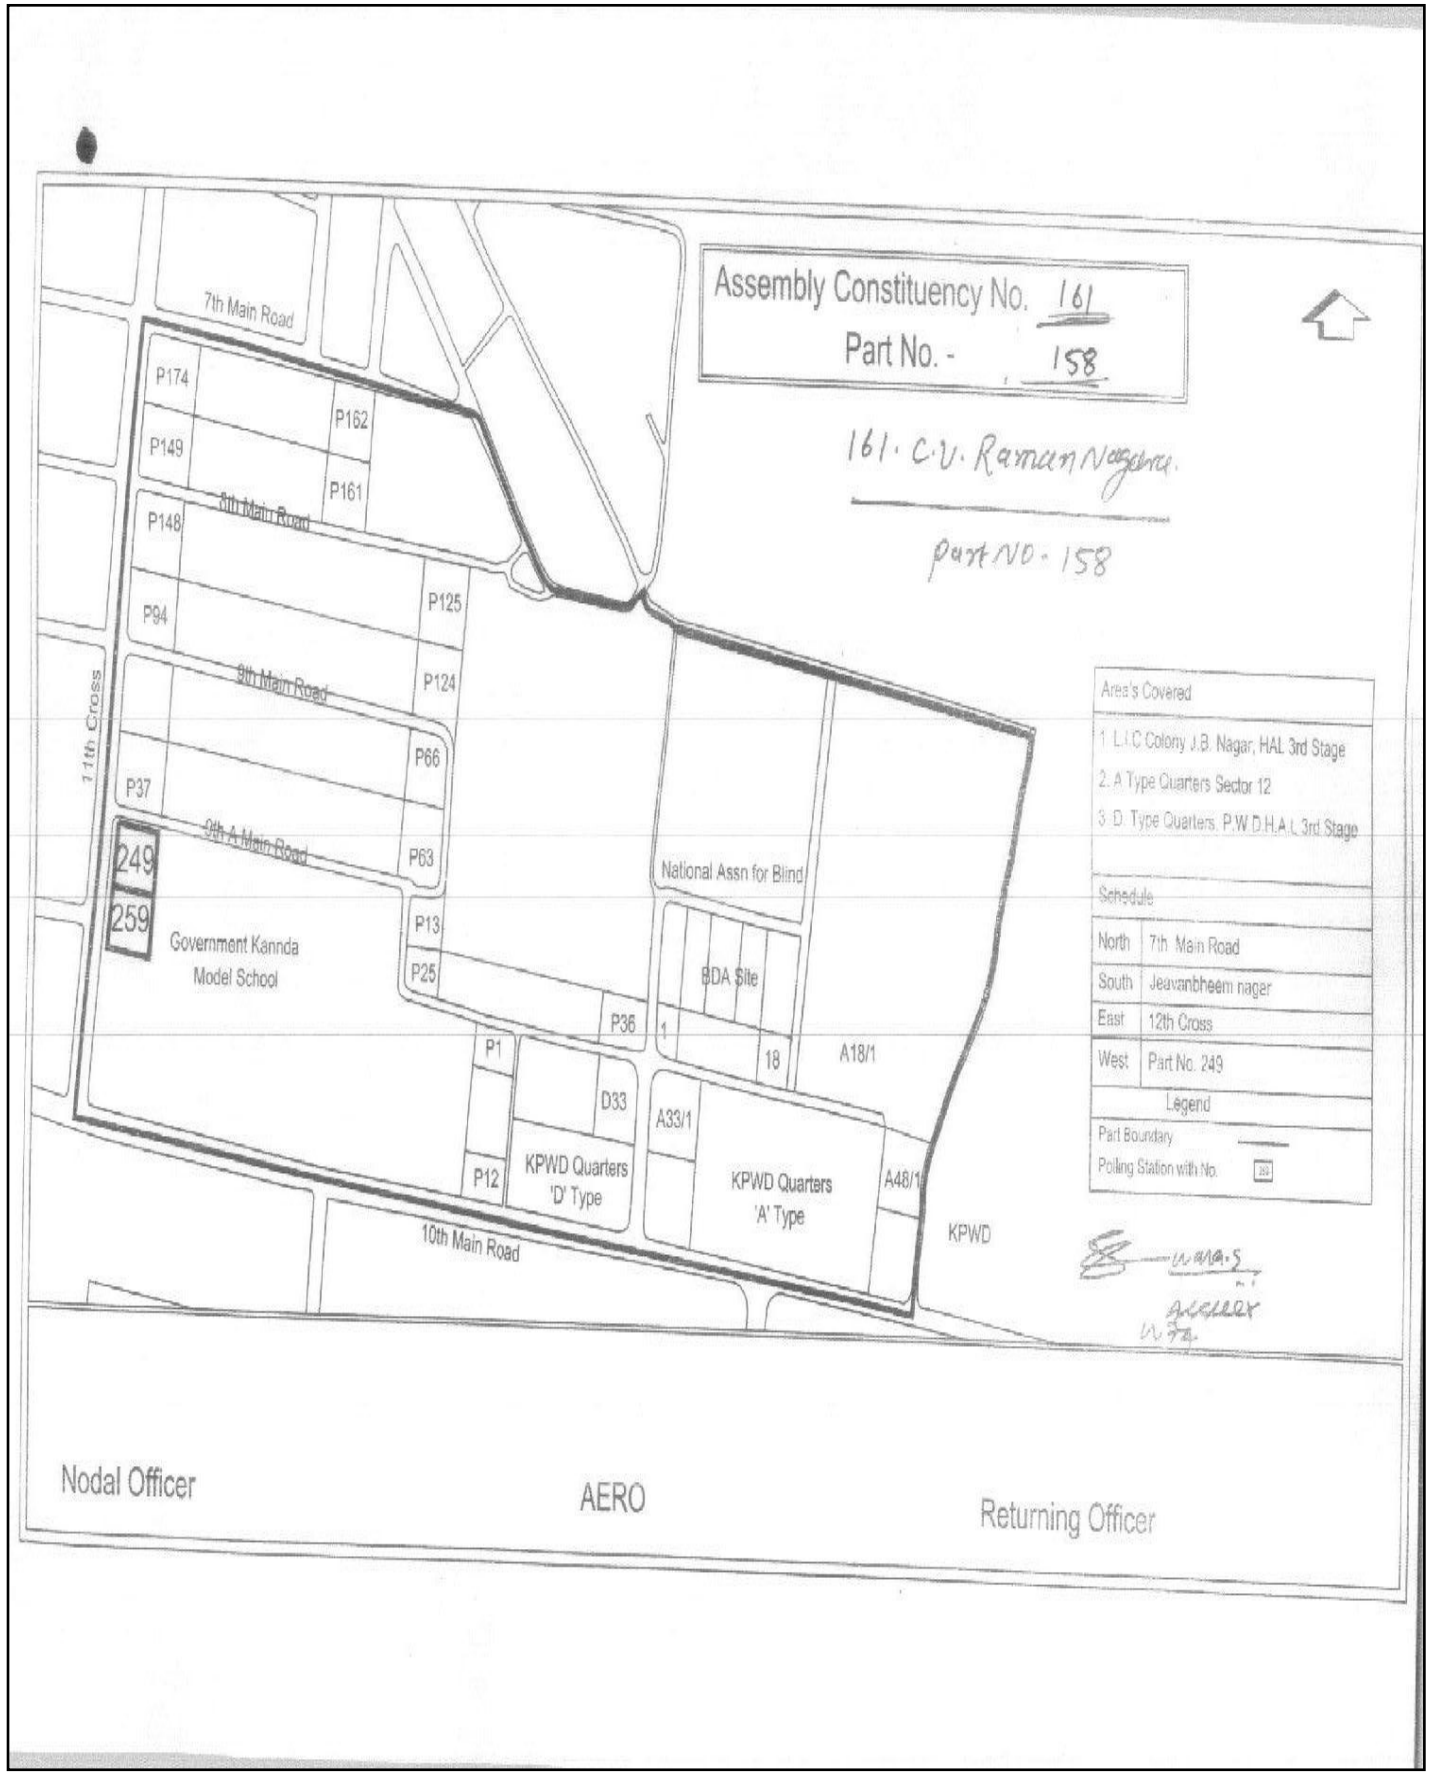 Assembly Constituency No. 161
Part No. - 158
161. C.V. Raman Nagara.
Part No - 158
7th Main Road
P174
P162
P149
P161
8th Main Road
P148
P125
P94
P124
9th Main Road
11th Cross
P66
P37
9th A Main Road
P63
249
259
Government Kannda
Model School
P13
P25
National Assn for Blind
BDA Site
P36
1
18
A18/1
P1
D33
A33/1
P12
KPWD Quarters
'D' Type
KPWD Quarters
'A' Type
A48/1
KPWD
10th Main Road
Area's Covered
1 L.I.C Colony J.B. Nagar, HAL 3rd Stage
2. A Type Quarters Sector 12
3 D. Type Quarters, P.W.D.H.A.L 3rd Stage
Schedule
North 7th Main Road
South Jeavanbheem nagar
East 12th Cross
West Part No. 249
Legend
Part Boundary
Polling Station with No.
Nodal Officer
AERO
Returning Officer